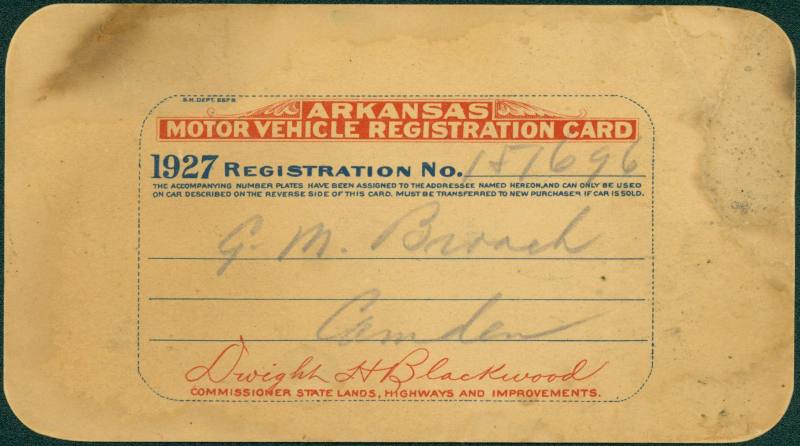 S.H. DEPT. 
ARKANSAS
MOTOR VEHICLE REGISTRATION CARD
1927 REGISTRATION No. 157696
THE ACCOMPANYING NUMBER PLATES HAVE BEEN ASSIGNED TO THE ADDRESSEE NAMED HEREON, AND CAN ONLY BE USED
ON CAR DESCRIBED ON THE REVERSE SIDE OF THIS CARD. MUST BE TRANSFERRED TO NEW PURCHASER IF CAR IS SOLD.
G. M. Broach
Camden
Dwight H Blackwood
COMMISSIONER STATE LANDS, HIGHWAYS AND IMPROVEMENTS.